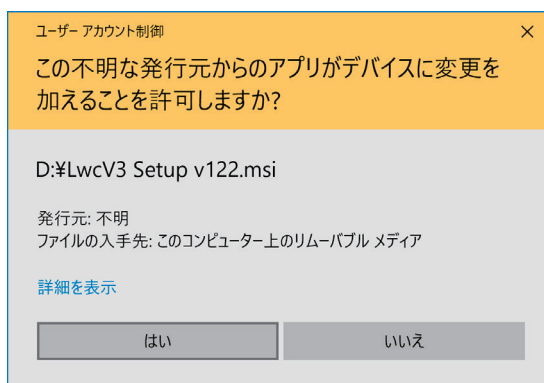 ユーザー アカウント制御
この不明な発行元からのアプリがデバイスに変更を
加えることを許可しますか?
D:¥LwcV3 Setup v122.msi
発行元: 不明
ファイルの入手先: このコンピューター上のリムーバブル メディア
詳細を表示
はい
いいえ